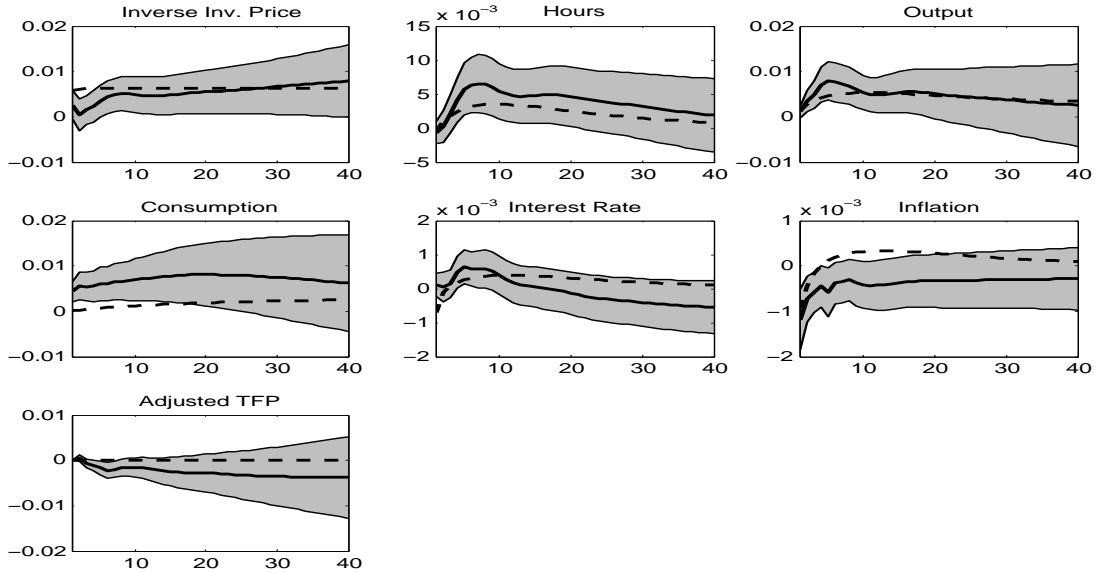 Inverse Inv. Price
0.02
0.01
0
−0.01
10 20 30 40
Hours
x 10−3
15
10
5
0
−5
10 20 30 40
Output
0.02
0.01
0
−0.01
10 20 30 40
Consumption
0.02
0.01
0
−0.01
10 20 30 40
Interest Rate
x 10−3
2
1
0
−1
−2
10 20 30 40
Inflation
x 10−3
1
0
−1
−2
10 20 30 40
Adjusted TFP
0.01
0
−0.01
−0.02
10 20 30 40